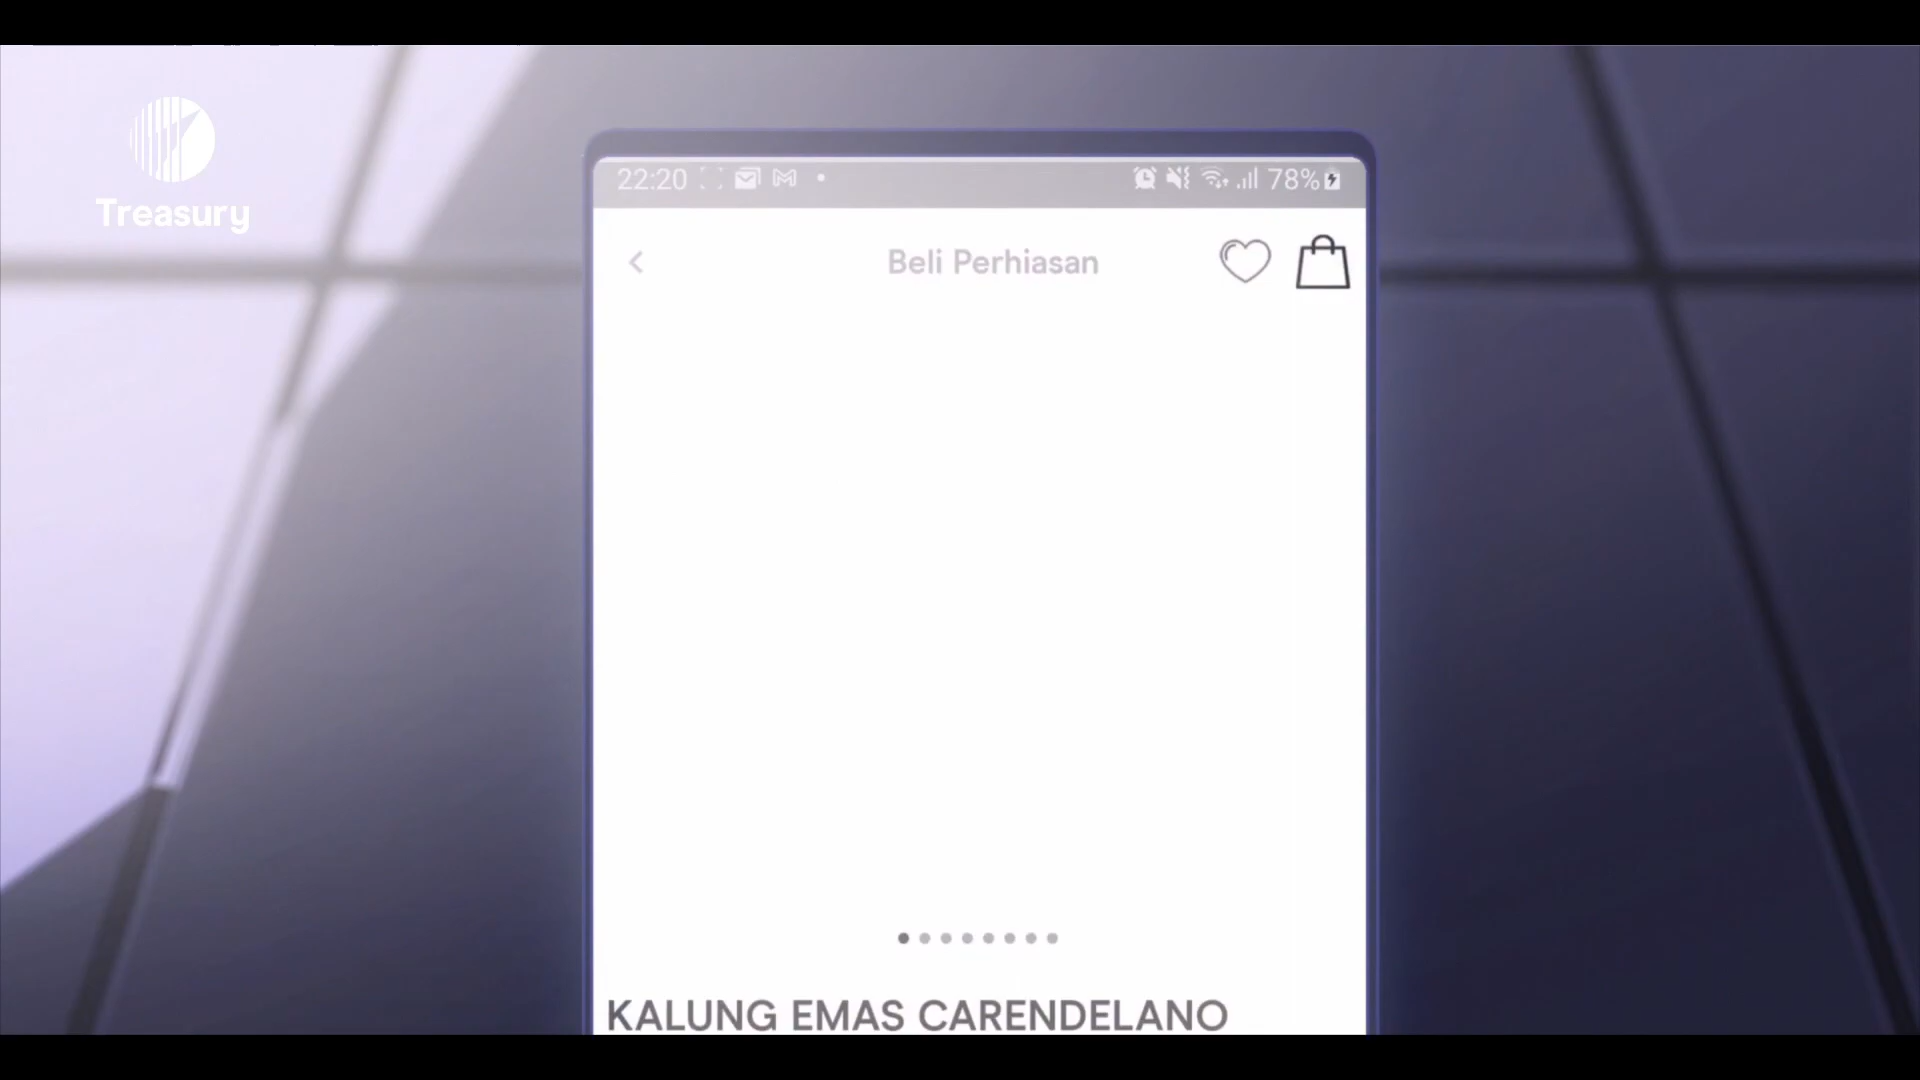 Treasury
22:20
78%
Beli Perhiasan
KALUNG EMAS CARENDELANO